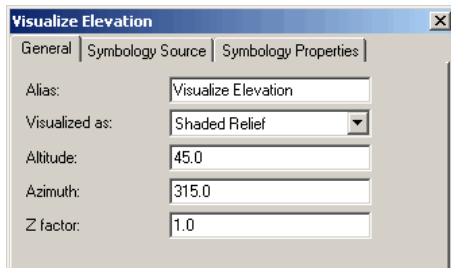 Visualize Elevation
General Symbology Source Symbology Properties
Alias: Visualize Elevation
Visualized as: Shaded Relief
Altitude: 45.0
Azimuth: 315.0
Z factor: 1.0